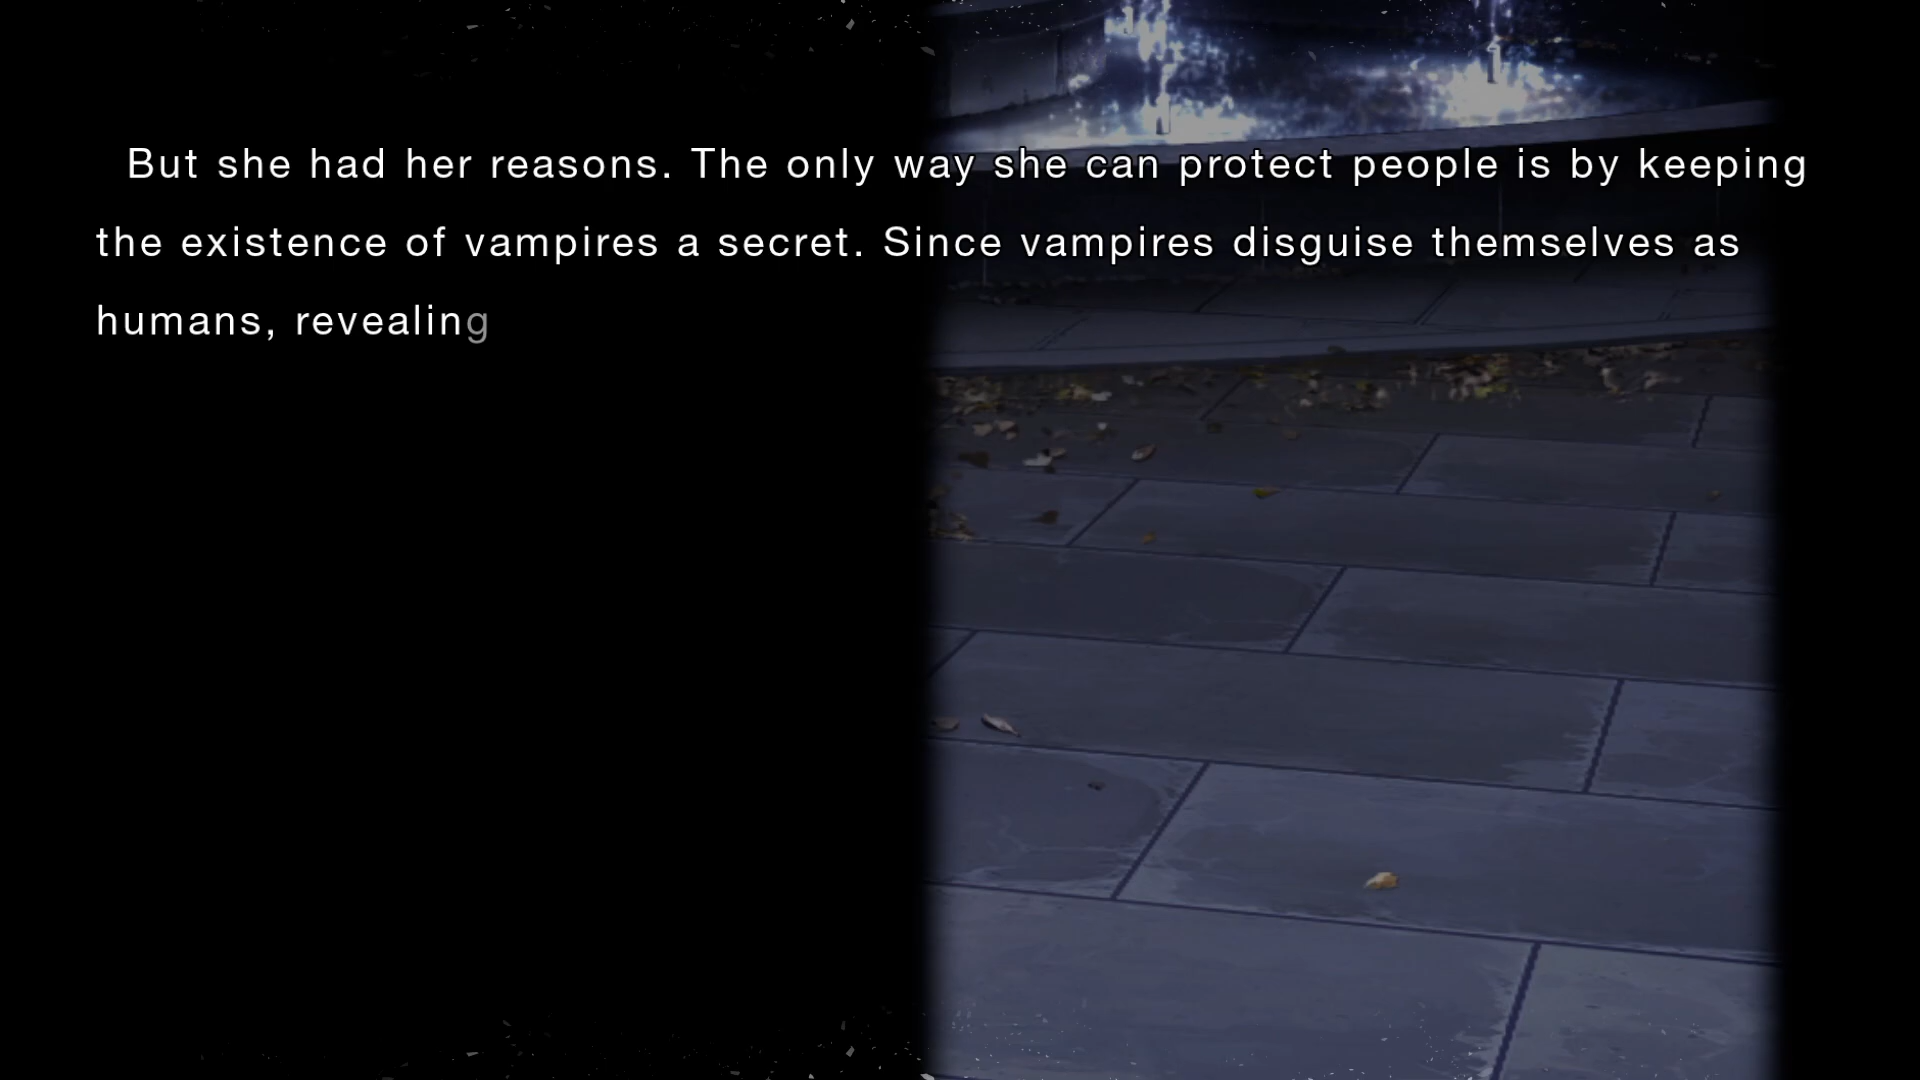 But she had her reasons. The only way she can protect people is by keeping
the existence of vampires a secret. Since vampires disguise themselves as
humans, revealing